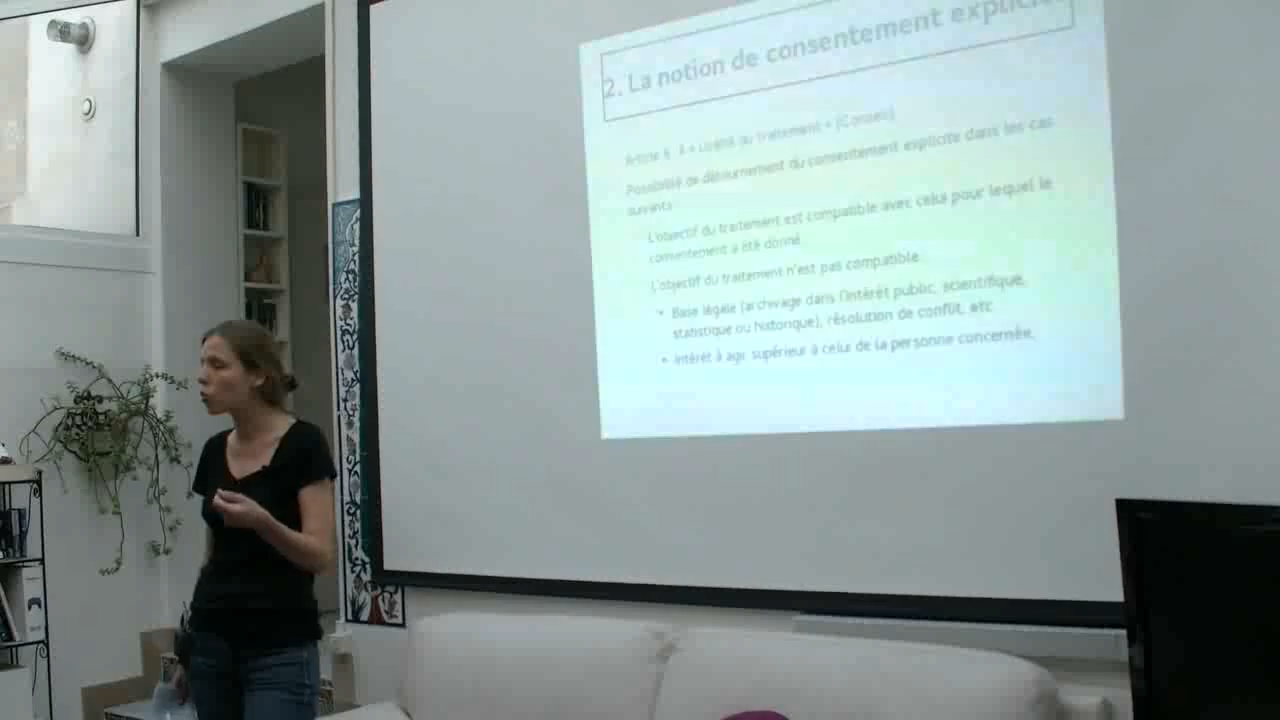 2. La notion de consentement explicite
Article 6 : « Licéité du traitement » (Conseil)
Possibilité de détournement du consentement explicite dans les cas
suivants
L'objectif du traitement est compatible avec celui pour lequel le
consentement a été donné
L'objectif du traitement n'est pas compatible.
• Base légale (archivage dans l'intérêt public, scientifique,
statistique ou historique), résolution de conflit, etc
• Intérêt à agir supérieur à celui de la personne concernée.